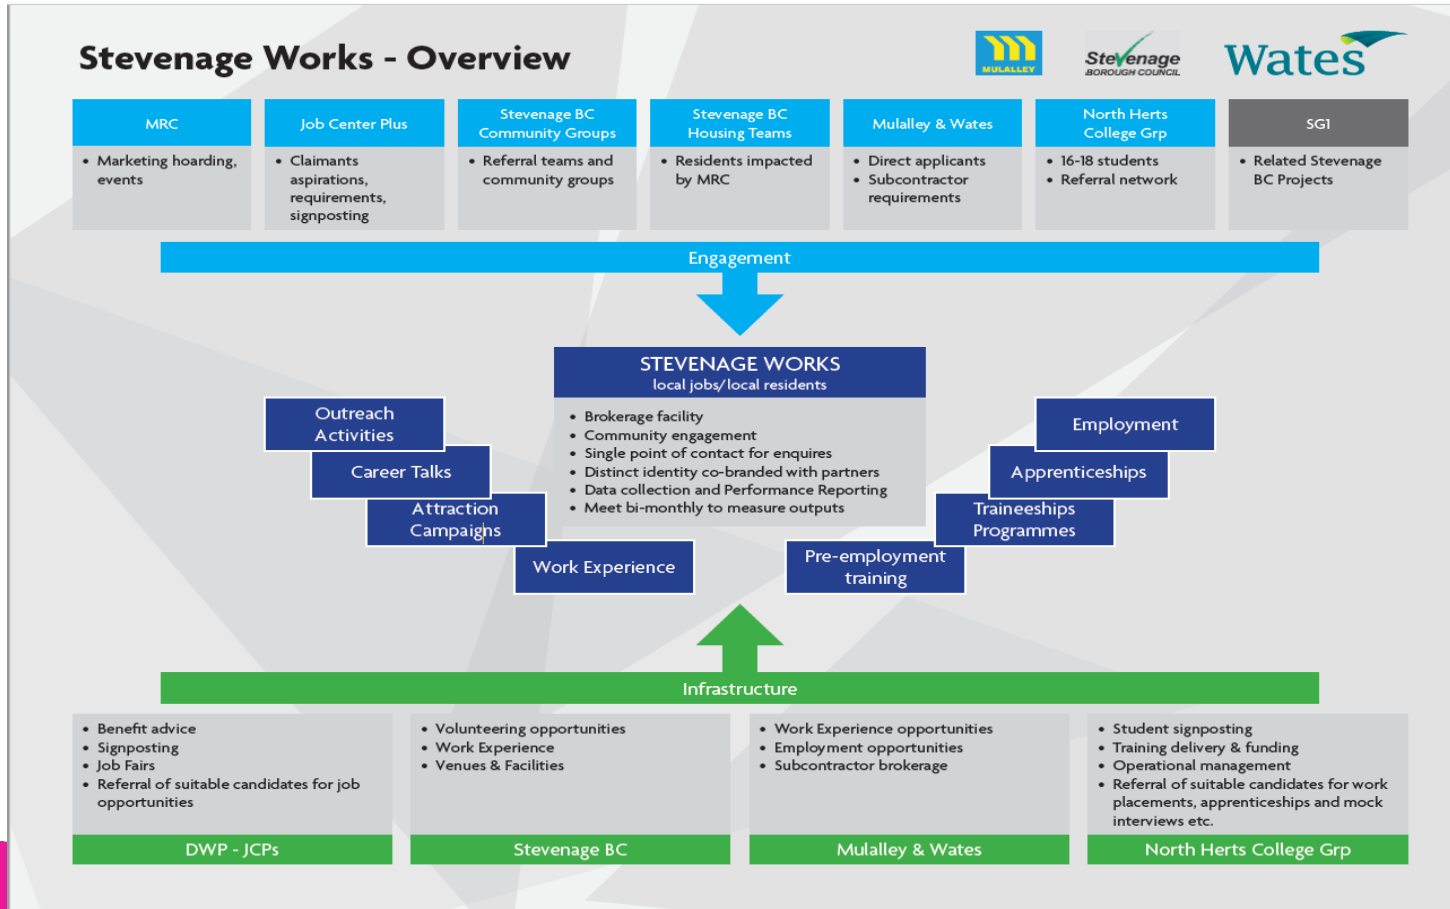 Stevenage Works - Overview
MULALLEY
Stevenage
BOROUGH COUNCIL
Wates
MRC
• Marketing hoarding,
events
Job Center Plus
• Claimants
aspirations,
requirements,
signposting
Stevenage BC
Community Groups
• Referral teams and
community groups
Stevenage BC
Housing Teams
• Residents impacted
by MRC
Mulalley & Wates
• Direct applicants
• Subcontractor
requirements
North Herts
College Grp
• 16-18 students
• Referral network
SG1
• Related Stevenage
BC Projects
Engagement
STEVENAGE WORKS
local jobs/local residents
• Brokerage facility
• Community engagement
• Single point of contact for enquires
• Distinct identity co-branded with partners
• Data collection and Performance Reporting
• Meet bi-monthly to measure outputs
Outreach
Activities
Career Talks
Attraction
Campaigns
Work Experience
Employment
Apprenticeships
Traineeships
Programmes
Pre-employment
training
Infrastructure
• Benefit advice
• Signposting
• Job Fairs
• Referral of suitable candidates for job
opportunities
DWP - JCPs
• Volunteering opportunities
• Work Experience
• Venues & Facilities
Stevenage BC
• Work Experience opportunities
• Employment opportunities
• Subcontractor brokerage
Mulalley & Wates
• Student signposting
• Training delivery & funding
• Operational management
• Referral of suitable candidates for work
placements, apprenticeships and mock
interviews etc.
North Herts College Grp